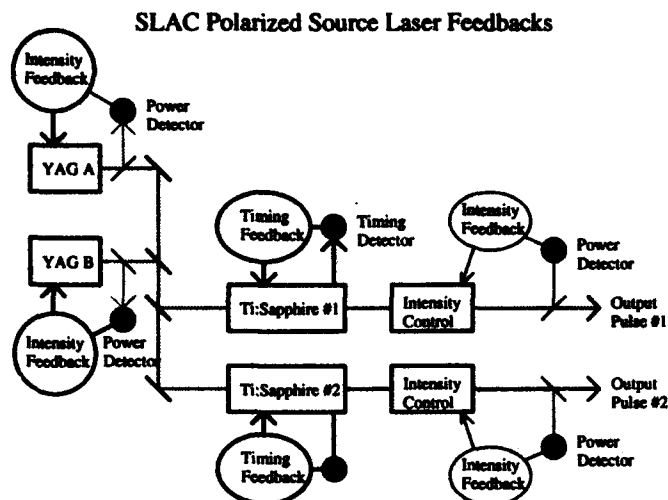 SLAC Polarized Source Laser Feedbacks
Intensity
Feedback
Power
Detector
YAG A
YAG B
Intensity
Feedback
Power
Detector
Timing
Feedback
Timing
Detector
Intensity
Feedback
Power
Detector
Ti:Sapphire #1
Intensity
Control
Output
Pulse #1
Ti:Sapphire #2
Intensity
Control
Output
Pulse #2
Timing
Feedback
Intensity
Feedback
Power
Detector